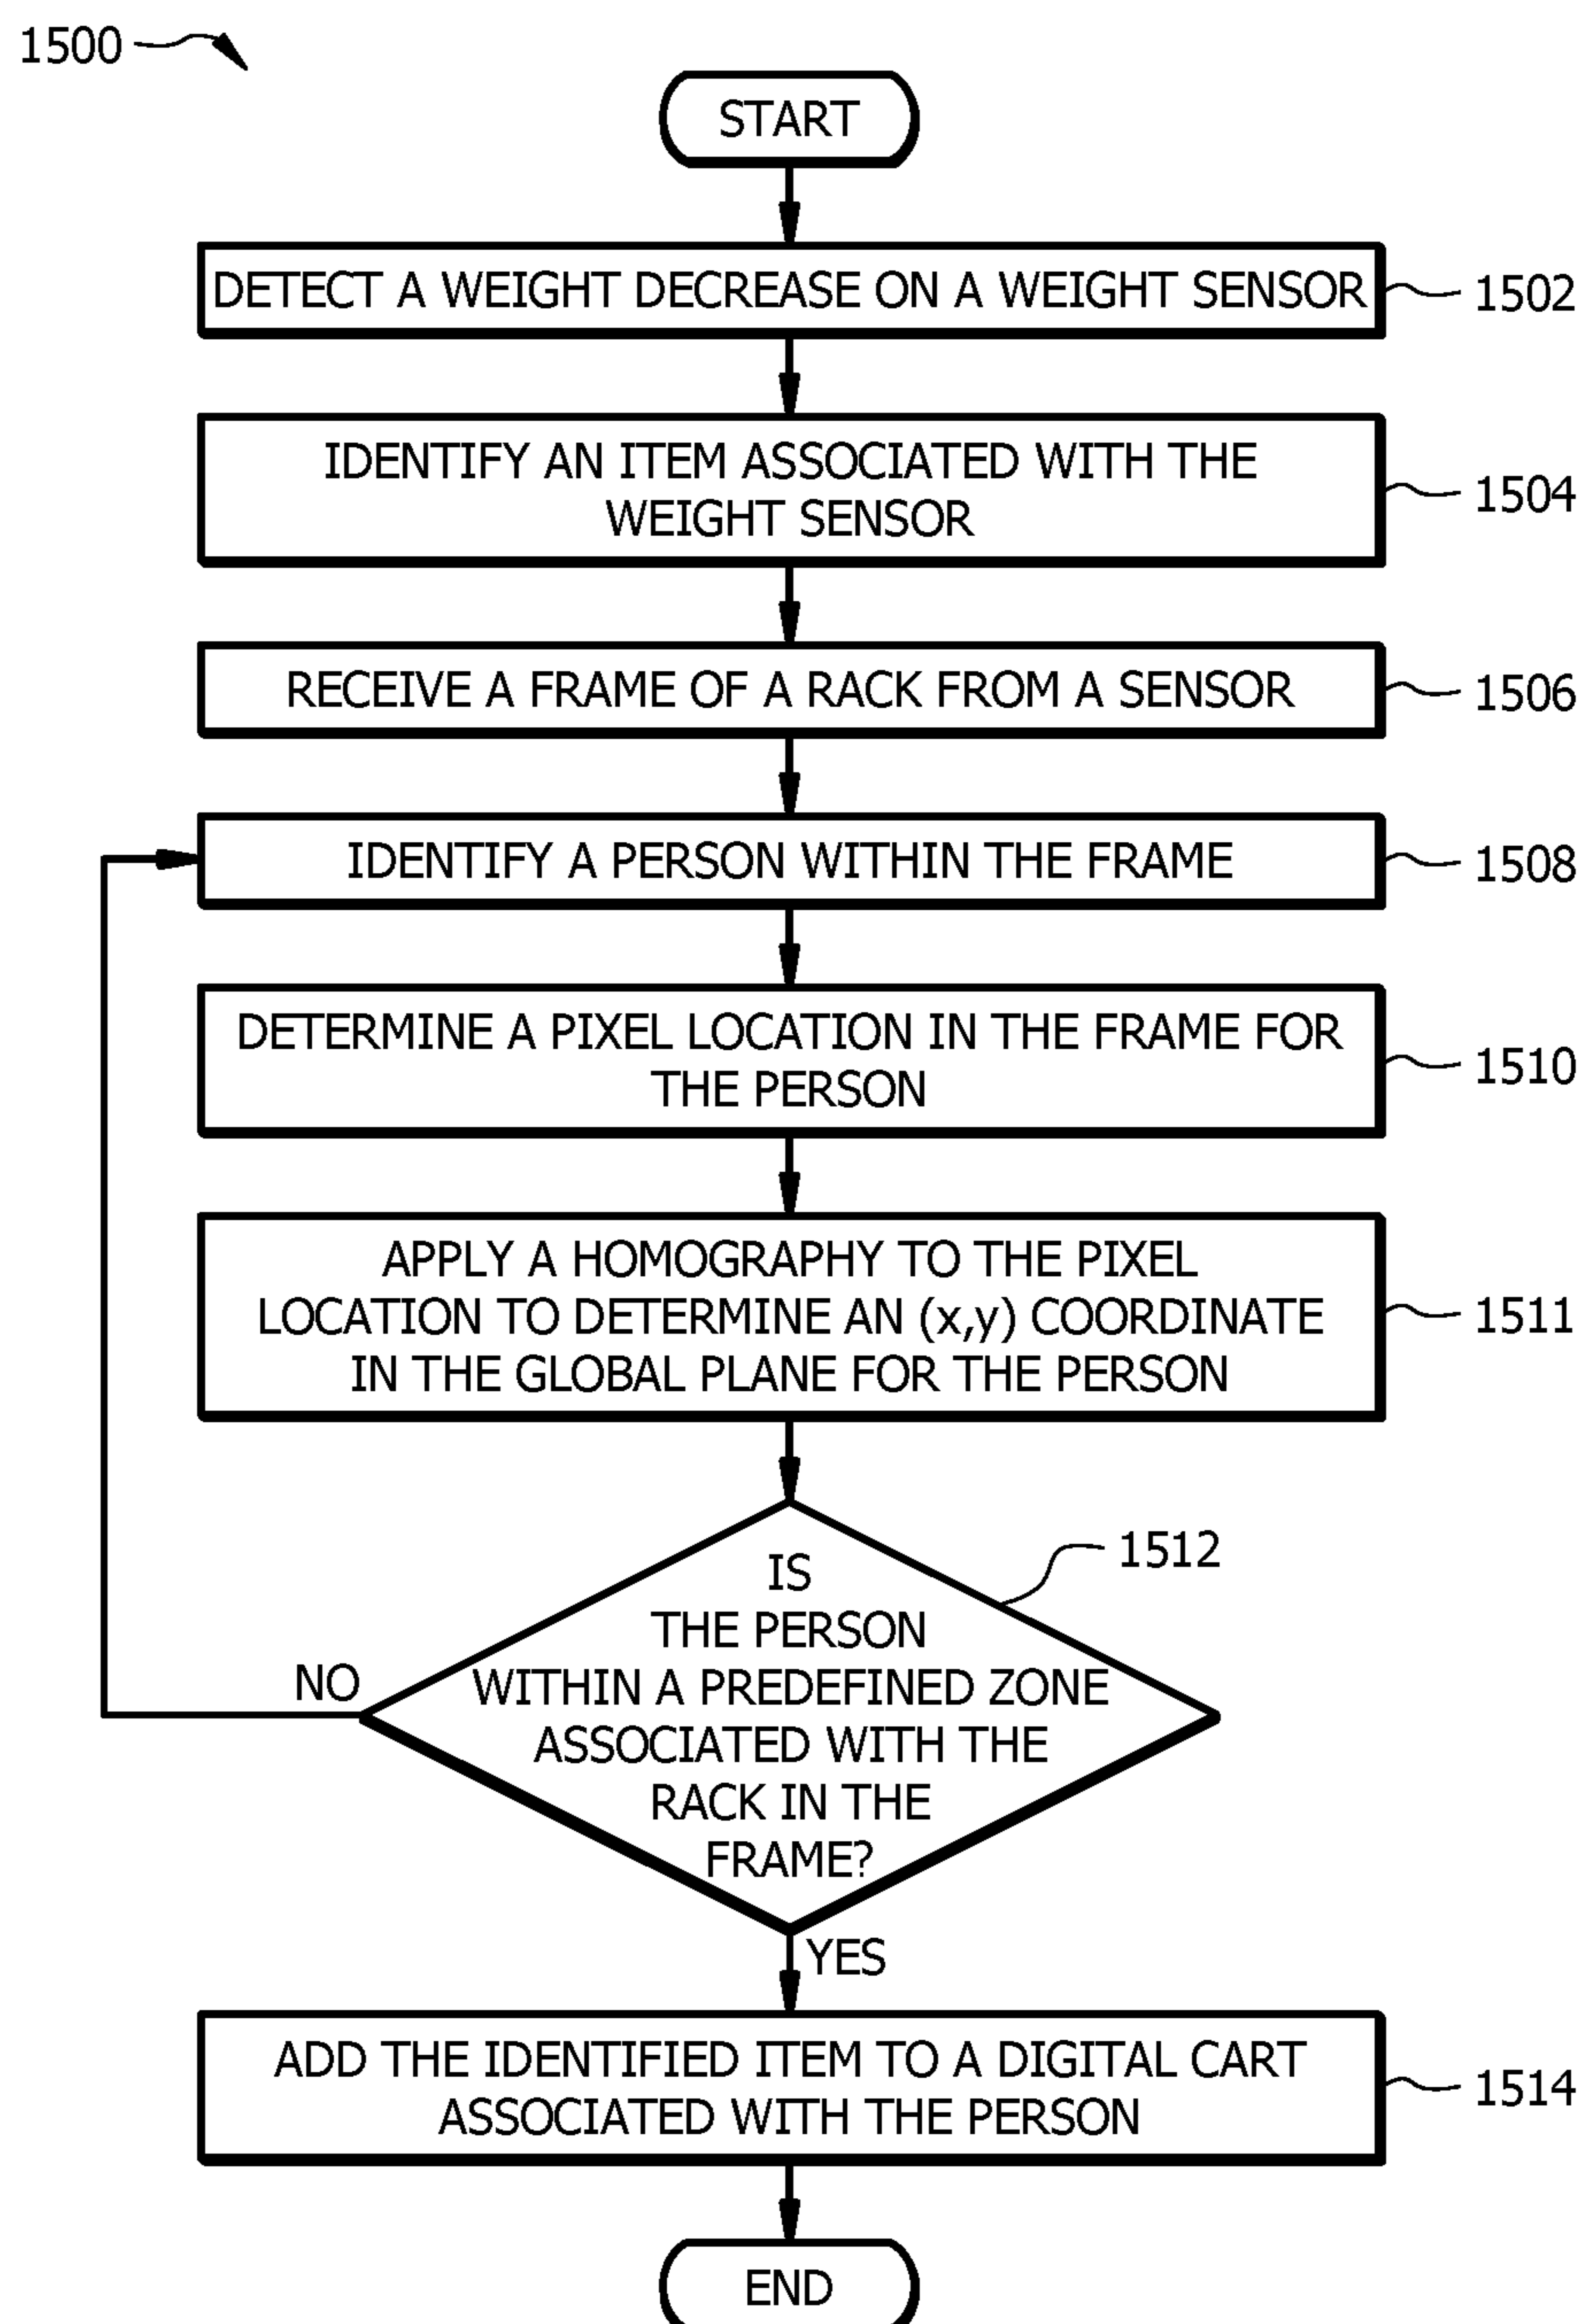 1500
START
DETECT A WEIGHT DECREASE ON A WEIGHT SENSOR
1502
IDENTIFY AN ITEM ASSOCIATED WITH THE
WEIGHT SENSOR
1504
RECEIVE A FRAME OF A RACK FROM A SENSOR
1506
IDENTIFY A PERSON WITHIN THE FRAME
1508
DETERMINE A PIXEL LOCATION IN THE FRAME FOR
THE PERSON
1510
APPLY A HOMOGRAPHY TO THE PIXEL
LOCATION TO DETERMINE AN (x,y) COORDINATE
IN THE GLOBAL PLANE FOR THE PERSON
1511
IS
THE PERSON
WITHIN A PREDEFINED ZONE
ASSOCIATED WITH THE
RACK IN THE
FRAME?
1512
NO
YES
ADD THE IDENTIFIED ITEM TO A DIGITAL CART
ASSOCIATED WITH THE PERSON
1514
END